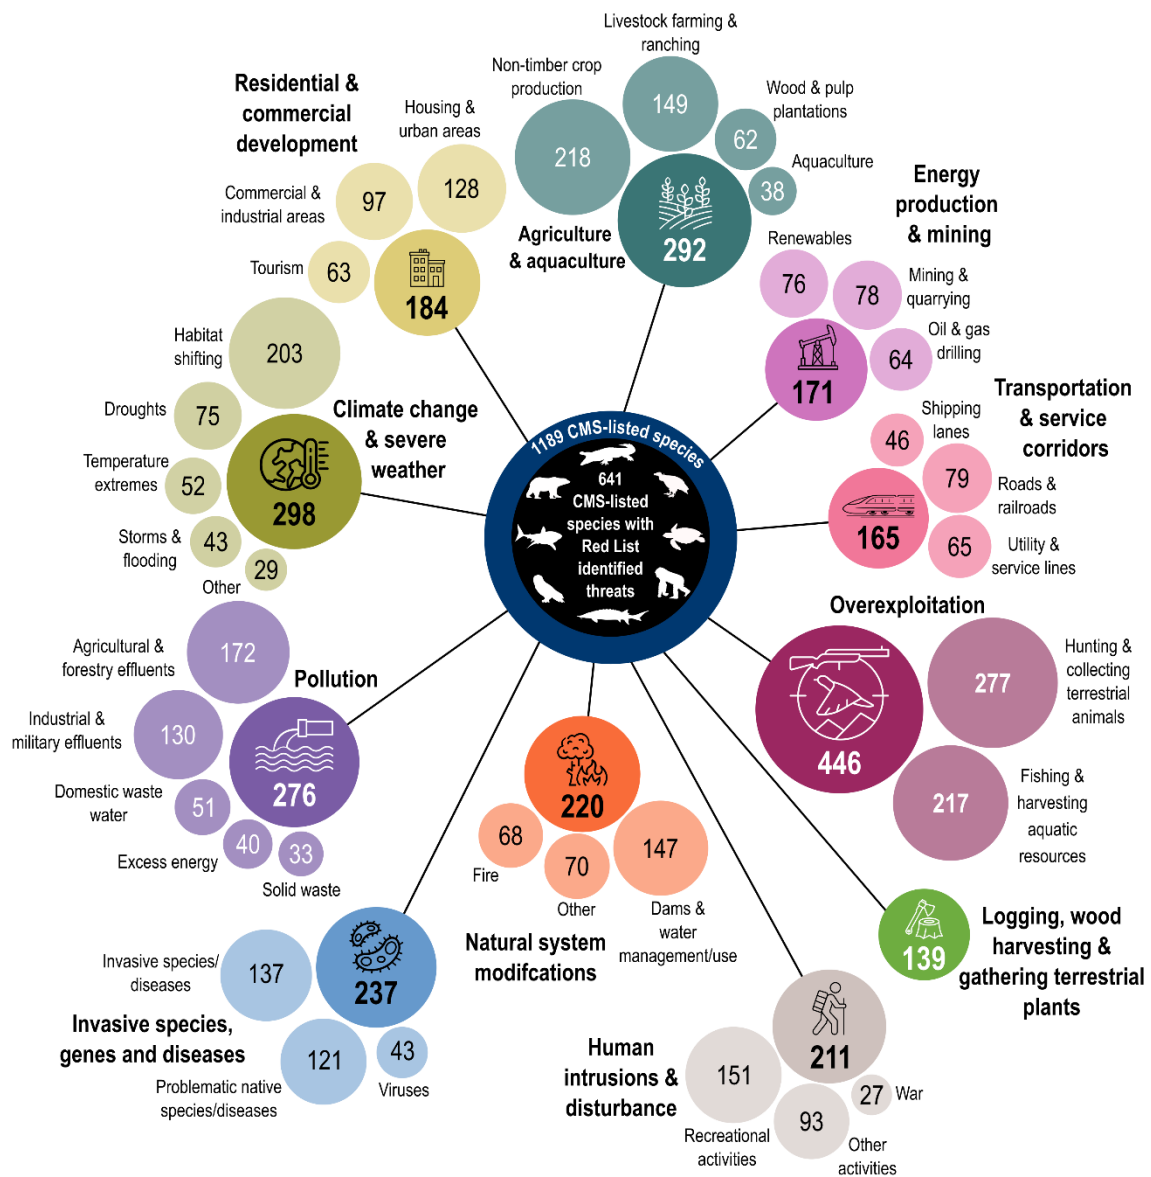 Livestock farming &
ranching
149
Non-timber crop
production
218
Wood & pulp
plantations
62
Aquaculture
38
Agriculture
& aquaculture
292
Residential &
commercial
development
Housing &
urban areas
128
Commercial &
industrial areas
97
Tourism
63
184
Energy
production
& mining
Renewables
76
Mining &
quarrying
78
Oil & gas
drilling
64
171
Transportation
& service
corridors
Shipping
lanes
46
79
Roads &
railroads
65
Utility &
service lines
165
Habitat
shifting
203
Droughts
75
Temperature
extremes
52
Storms &
flooding
43
Other
29
Climate change
& severe
weather
298
1189 CMS-listed species
641
CMS-listed
species with
Red List
identified
threats
Overexploitation
446
277
Hunting &
collecting
terrestrial
animals
217
Fishing &
harvesting
aquatic
resources
Agricultural &
forestry effluents
172
Industrial &
military effluents
130
Domestic waste
water
51
Excess energy
40
33
Solid waste
Pollution
276
220
68
Fire
70
Other
147
Dams &
water
management/use
Natural system
modifcations
139
Logging, wood
harvesting &
gathering terrestrial
plants
Invasive species/
diseases
137
237
Invasive species,
genes and diseases
121
Problematic native
species/diseases
43
Viruses
Human
intrusions &
disturbance
211
151
Recreational
activities
93
Other
activities
27
War